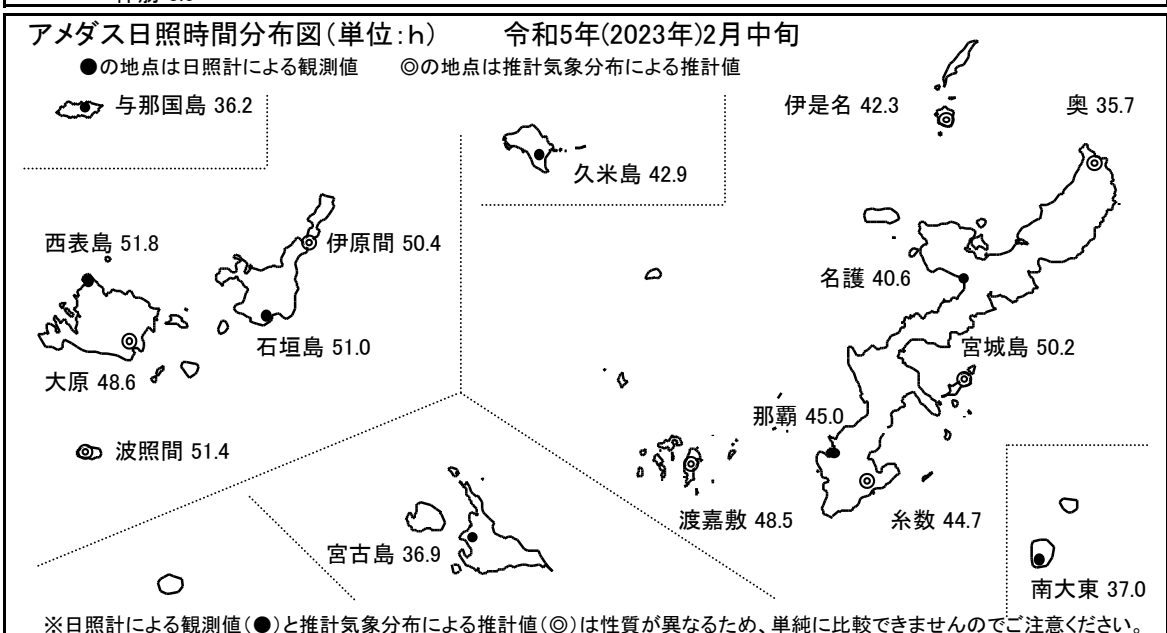 アメダス日照時間分布図(単位:h) 令和5年(2023年)2月中旬
●の地点は日照計による観測値 ◎の地点は推計気象分布による推計値
与那国島 36.2
伊是名 42.3
奥 35.7
久米島 42.9
西表島 51.8
伊原間 50.4
名護 40.6
石垣島 51.0
宮城島 50.2
大原 48.6
那覇 45.0
波照間 51.4
渡嘉敷 48.5
糸数 44.7
宮古島 36.9
南大東 37.0
※日照計による観測値(●)と推計気象分布による推計値(◎)は性質が異なるため、単純に比較できませんのでご注意ください。